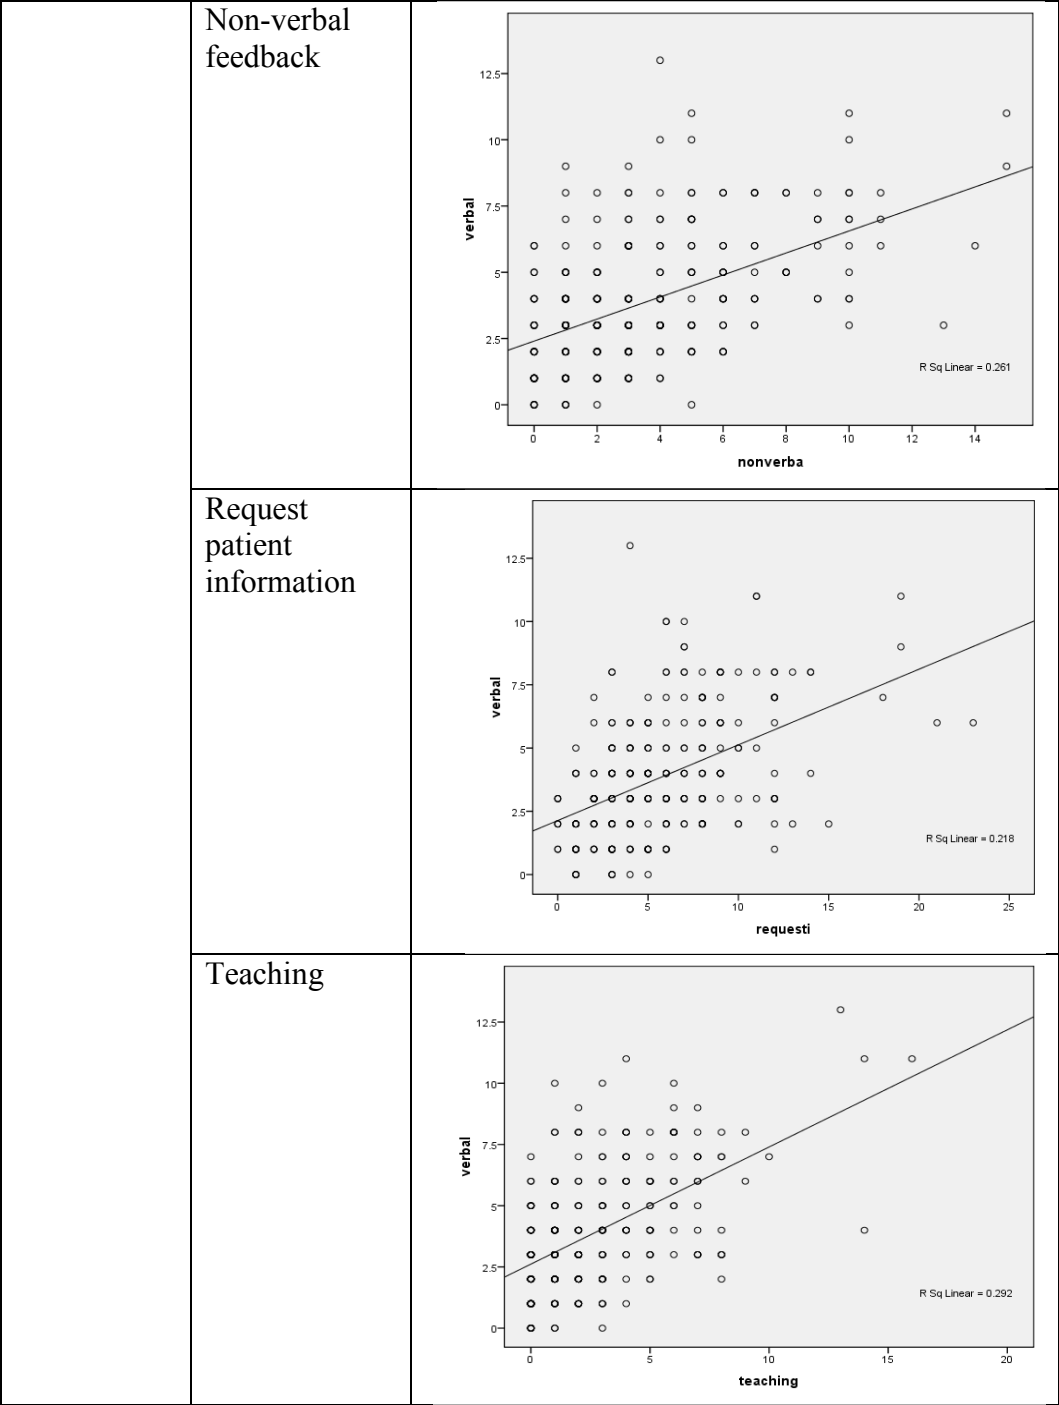 Non-verbal
feedback
12.5
10
7.5
5
2.5
0
verbal
0 2 4 6 8 10 12 14
nonverba
R Sq Linear = 0.261
Request
patient
information
12.5
10
7.5
5
2.5
0
verbal
0 5 10 15 20 25
requesti
R Sq Linear = 0.218
Teaching
12.5
10
7.5
5
2.5
0
verbal
0 5 10 15 20
teaching
R Sq Linear = 0.292